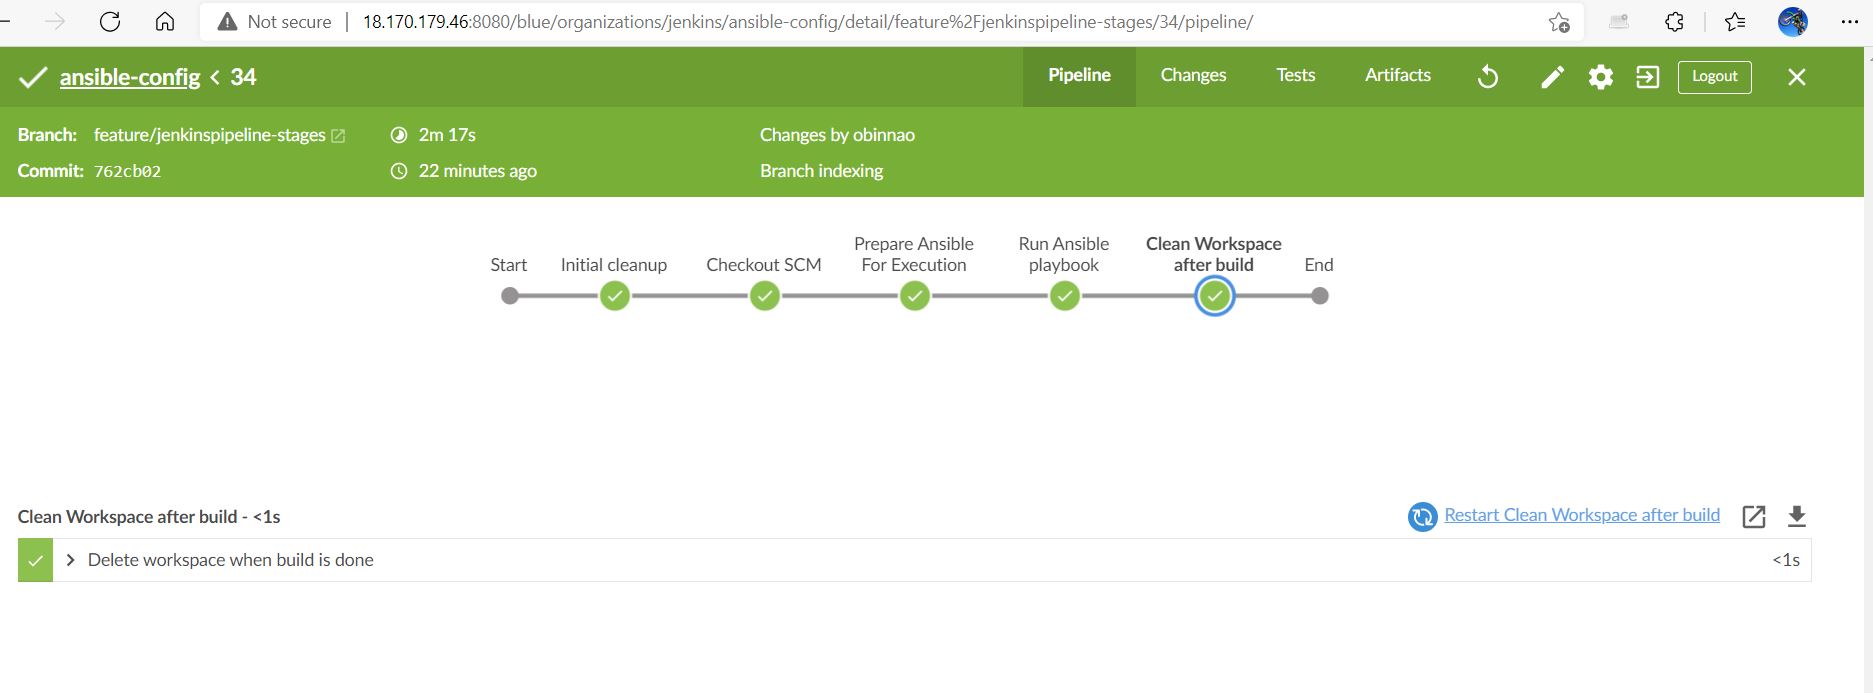 Not secure | 18.170.179.46:8080/blue/organizations/jenkins/ansible-config/detail/feature%2Fjenkinspipeline-stages/34/pipeline/
ansible-config < 34 Pipeline Changes Tests Artifacts Logout
Branch: feature/jenkinspipeline-stages 2m 17s Changes by obinnao
Commit: 762cb02 22 minutes ago Branch indexing
Start
Initial cleanup
Checkout SCM
Prepare Ansible
For Execution
Run Ansible
playbook
Clean Workspace
after build
End
Clean Workspace after build - <1s Restart Clean Workspace after build
Delete workspace when build is done <1s